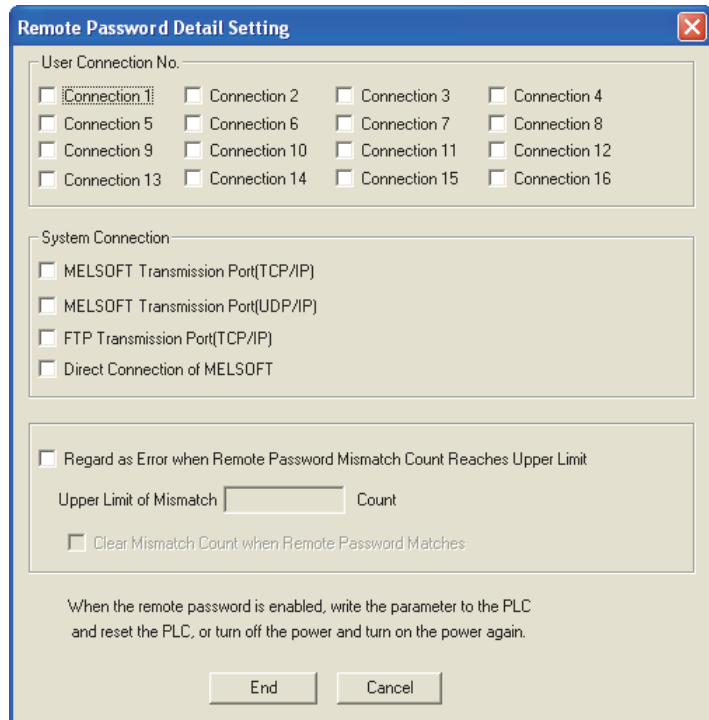 Remote Password Detail Setting
User Connection No.
Connection 1 Connection 2 Connection 3 Connection 4
Connection 5 Connection 6 Connection 7 Connection 8
Connection 9 Connection 10 Connection 11 Connection 12
Connection 13 Connection 14 Connection 15 Connection 16
System Connection
MELSOFT Transmission Port(TCP/IP)
MELSOFT Transmission Port(UDP/IP)
FTP Transmission Port(TCP/IP)
Direct Connection of MELSOFT
Regard as Error when Remote Password Mismatch Count Reaches Upper Limit
Upper Limit of Mismatch Count
Clear Mismatch Count when Remote Password Matches
When the remote password is enabled, write the parameter to the PLC
and reset the PLC, or turn off the power and turn on the power again.
End Cancel